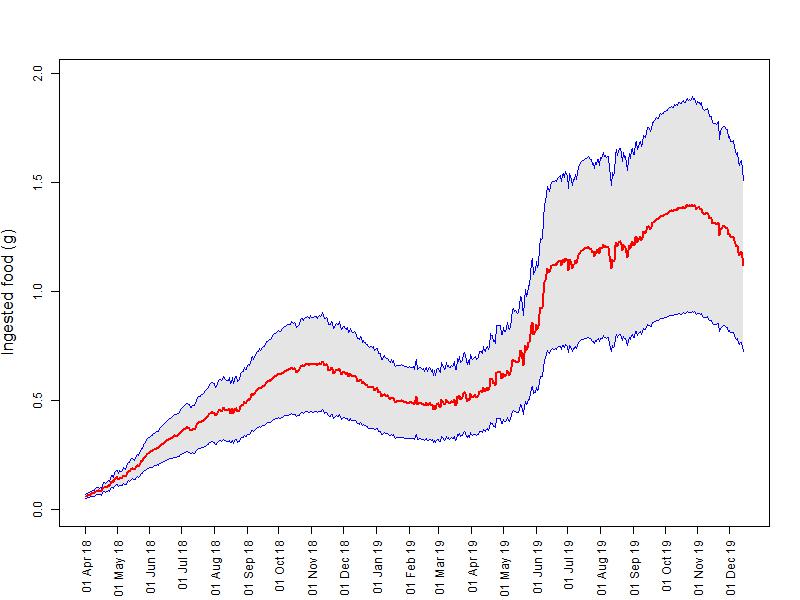 Ingested food (g)
2.0
1.5
1.0
0.5
0.0
01 Apr 18
01 May 18
01 Jun 18
01 Jul 18
01 Aug 18
01 Sep 18
01 Oct 18
01 Nov 18
01 Dec 18
01 Jan 19
01 Feb 19
01 Mar 19
01 Apr 19
01 May 19
01 Jun 19
01 Jul 19
01 Aug 19
01 Sep 19
01 Oct 19
01 Nov 19
01 Dec 19